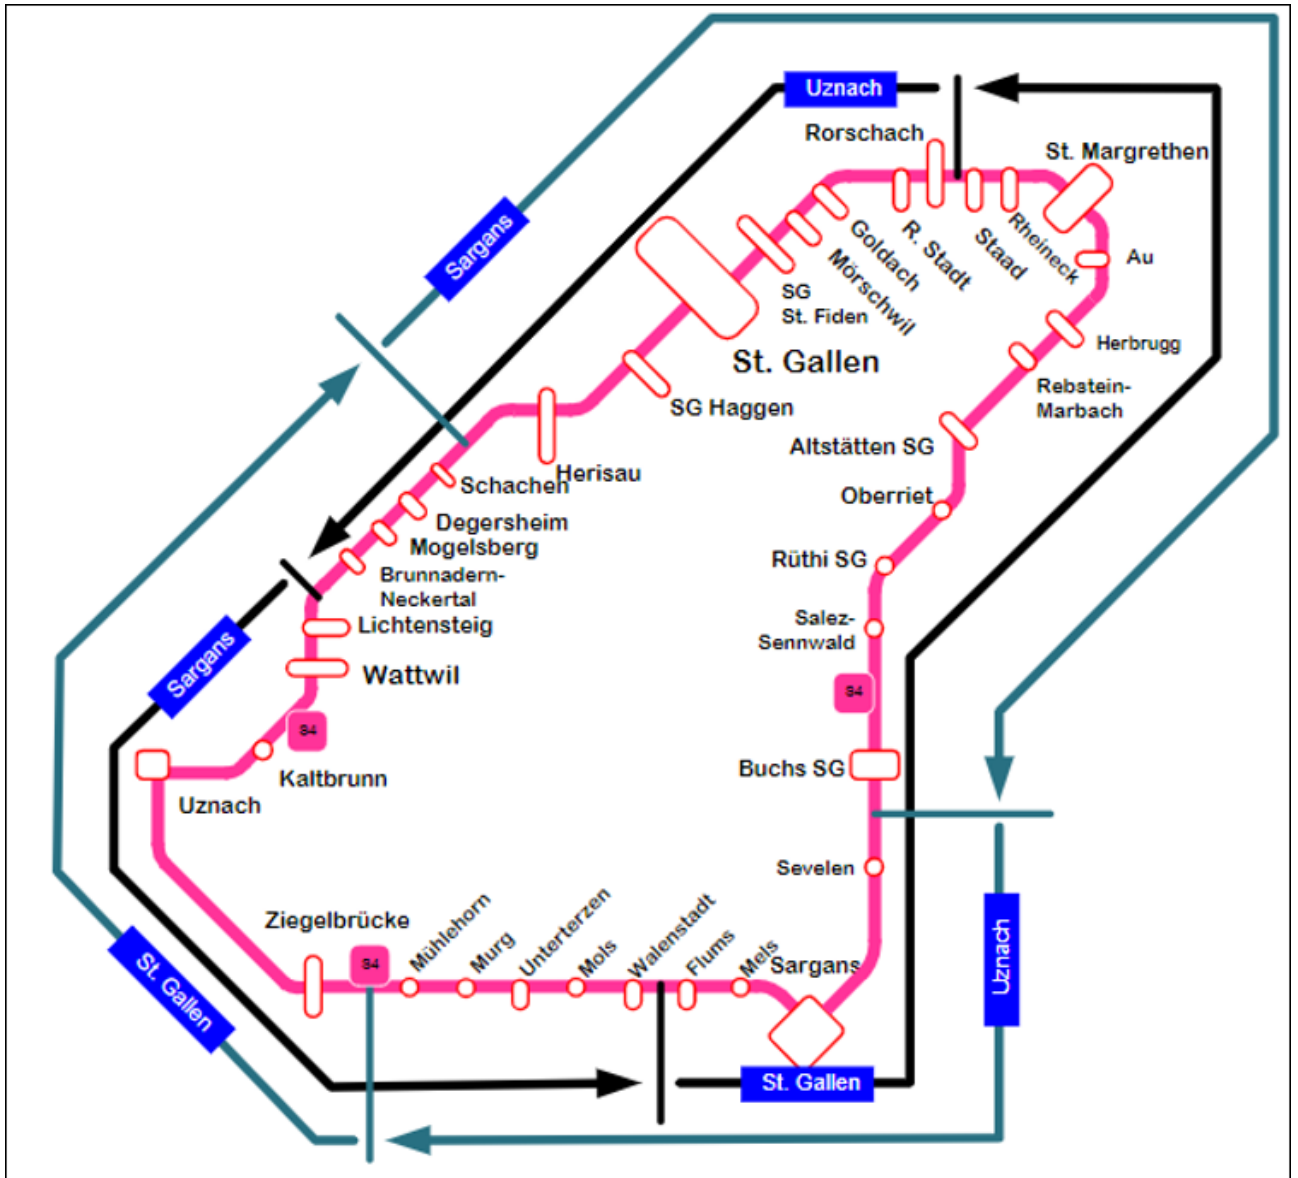 Uznach
Rorschach
St. Margrethen
Sargans
Goldach
R. Stadt
Staad
Rheineck
Mörschwil
Au
SG
St. Fiden
Herbrugg
St. Gallen
Rebstein-
Marbach
SG Haggen
Altstätten SG
Herisau
Schachen
Oberriet
Degersheim
Mogelsberg
Rüthi SG
Brunnadern-
Neckertal
Lichtensteig
Salez-
Sennwald
Sargans
Wattwil
S4
S4
Kaltbrunn
Buchs SG
Uznach
Sevelen
Ziegelbrücke
Mühlehorn
Murg
Unterterzen
Mols
Walenstadt
Flums
Mels
Sargans
Uznach
S4
St. Gallen
St. Gallen